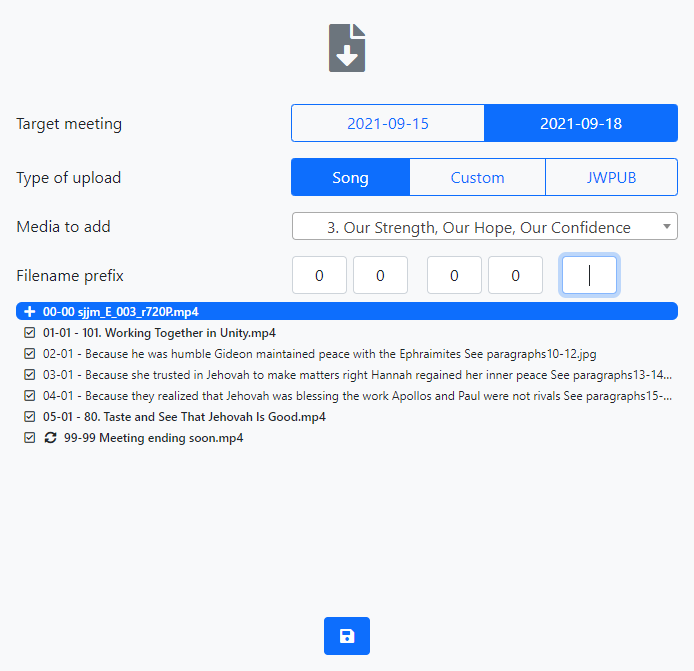 Target meeting 2021-09-15 2021-09-18
Type of upload Song Custom JWPUB
Media to add 3. Our Strength, Our Hope, Our Confidence
Filename prefix 0 0 0 0
00-00 sjjm_E_003_r720P.mp4
01-01 - 101. Working Together in Unity.mp4
02-01 - Because he was humble Gideon maintained peace with the Ephraimites See paragraphs10-12.jpg
03-01 - Because she trusted in Jehovah to make matters right Hannah regained her inner peace See paragraphs13-14...
04-01 - Because they realized that Jehovah was blessing the work Apollos and Paul were not rivals See paragraphs15-...
05-01 - 80. Taste and See That Jehovah Is Good.mp4
99-99 Meeting ending soon.mp4